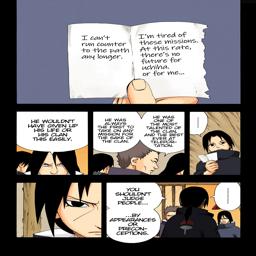 I can't
run counter
to the path
any longer.
I'm tired of
these missions.
At this rate,
there's no
future for
uchiha.
or for me...
HE WOULDN'T
HAVE GIVEN UP
HIS LIFE OR
HIS CLAN
THIS EASILY.
HE WAS
ALWAYS
THE FIRST TO
TAKE ON ANY
MISSION FOR
THE SAKE OF
THE CLAN.
HE WAS
ONE OF
THE MOST
TALENTED OF
THE CLAN,
AND THE BEST
EVER AT
TELEPOR-
TATION.
YOU
SHOULDN'T
JUDGE
PEOPLE...
...BY
APPEARANCES
OR
PRECON-
CEPTIONS.